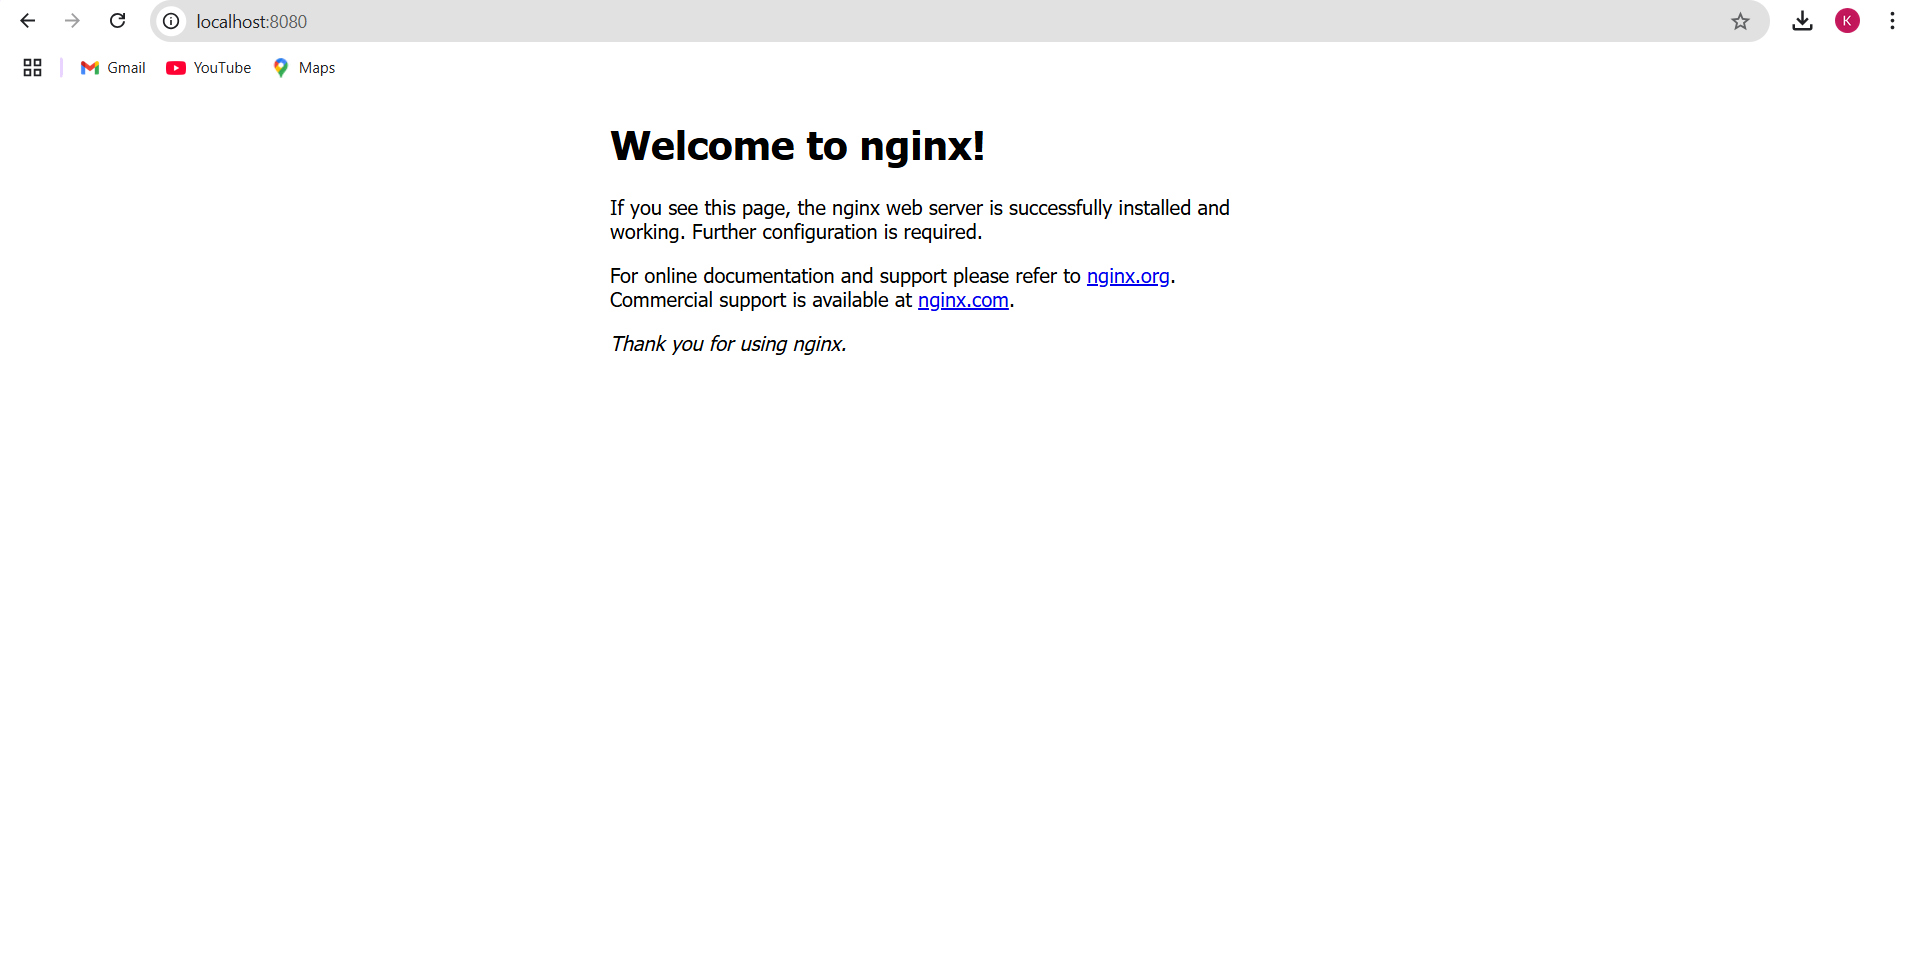 localhost:8080
K
Gmail
YouTube
Maps
Welcome to nginx!
If you see this page, the nginx web server is successfully installed and
working. Further configuration is required.
For online documentation and support please refer to nginx.org.
Commercial support is available at nginx.com.
Thank you for using nginx.